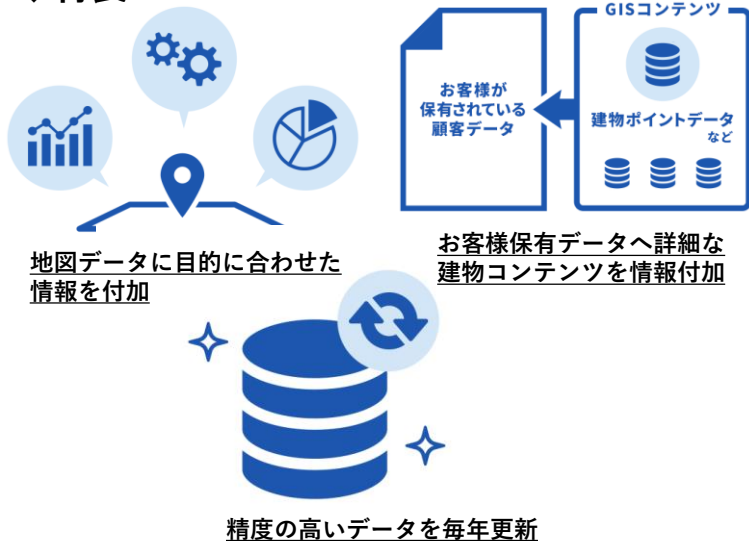 GISコンテンツ
お客様が
保有されている
顧客データ
建物ポイントデータ
など
地図データに目的に合わせた
情報を付加
お客様保有データへ詳細な
建物コンテンツを情報付加
精度の高いデータを毎年更新